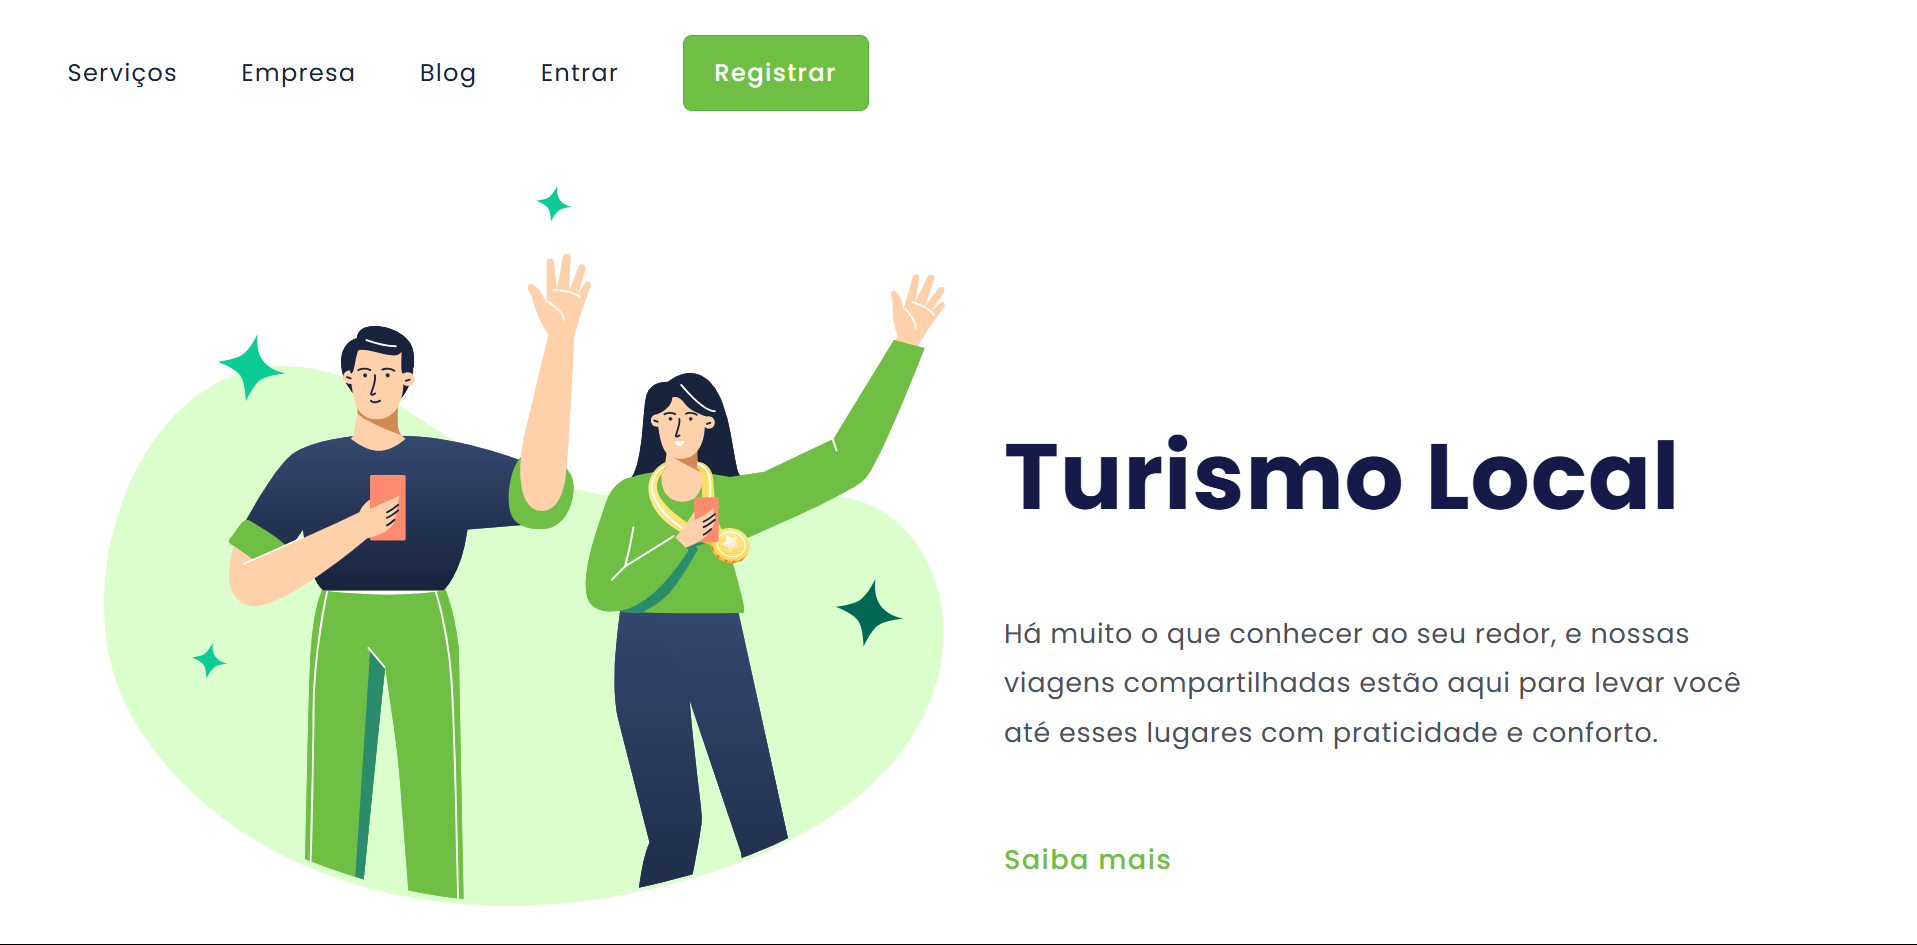 Serviços Empresa Blog Entrar Registrar
Turismo Local
Há muito o que conhecer ao seu redor, e nossas
viagens compartilhadas estão aqui para levar você
até esses lugares com praticidade e conforto.
Saiba mais